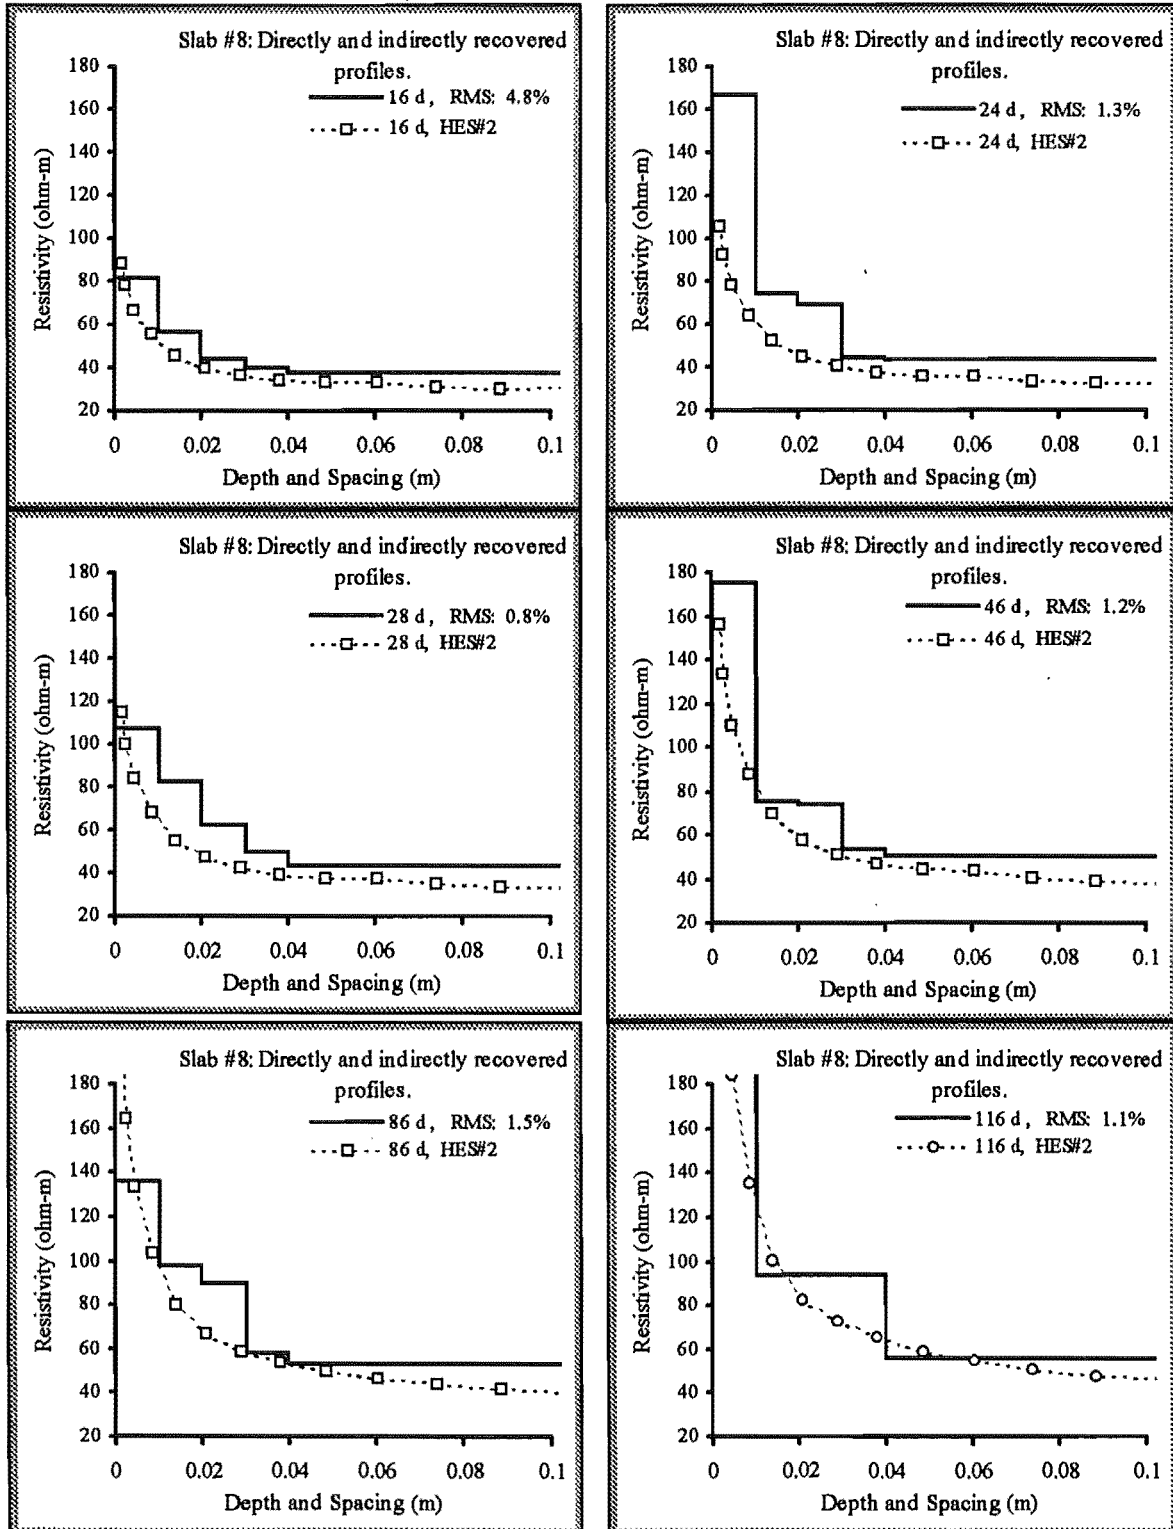 Slab #8: Directly and indirectly recovered
profiles.
16 d, RMS: 4.8%
16 d, HES#2
Resistivity (ohm-m)
180
160
140
120
100
80
60
40
20
0 0.02 0.04 0.06 0.08 0.1
Depth and Spacing (m)
Slab #8: Directly and indirectly recovered
profiles.
24 d, RMS: 1.3%
24 d, HES#2
Resistivity (ohm-m)
180
160
140
120
100
80
60
40
20
0 0.02 0.04 0.06 0.08 0.1
Depth and Spacing (m)
Slab #8: Directly and indirectly recovered
profiles.
28 d, RMS: 0.8%
28 d, HES#2
Resistivity (ohm-m)
180
160
140
120
100
80
60
40
20
0 0.02 0.04 0.06 0.08 0.1
Depth and Spacing (m)
Slab #8: Directly and indirectly recovered
profiles.
46 d, RMS: 1.2%
46 d, HES#2
Resistivity (ohm-m)
180
160
140
120
100
80
60
40
20
0 0.02 0.04 0.06 0.08 0.1
Depth and Spacing (m)
Slab #8: Directly and indirectly recovered
profiles.
86 d, RMS: 1.5%
86 d, HES#2
Resistivity (ohm-m)
180
160
140
120
100
80
60
40
20
0 0.02 0.04 0.06 0.08 0.1
Depth and Spacing (m)
Slab #8: Directly and indirectly recovered
profiles.
116 d, RMS: 1.1%
116 d, HES#2
Resistivity (ohm-m)
180
160
140
120
100
80
60
40
20
0 0.02 0.04 0.06 0.08 0.1
Depth and Spacing (m)